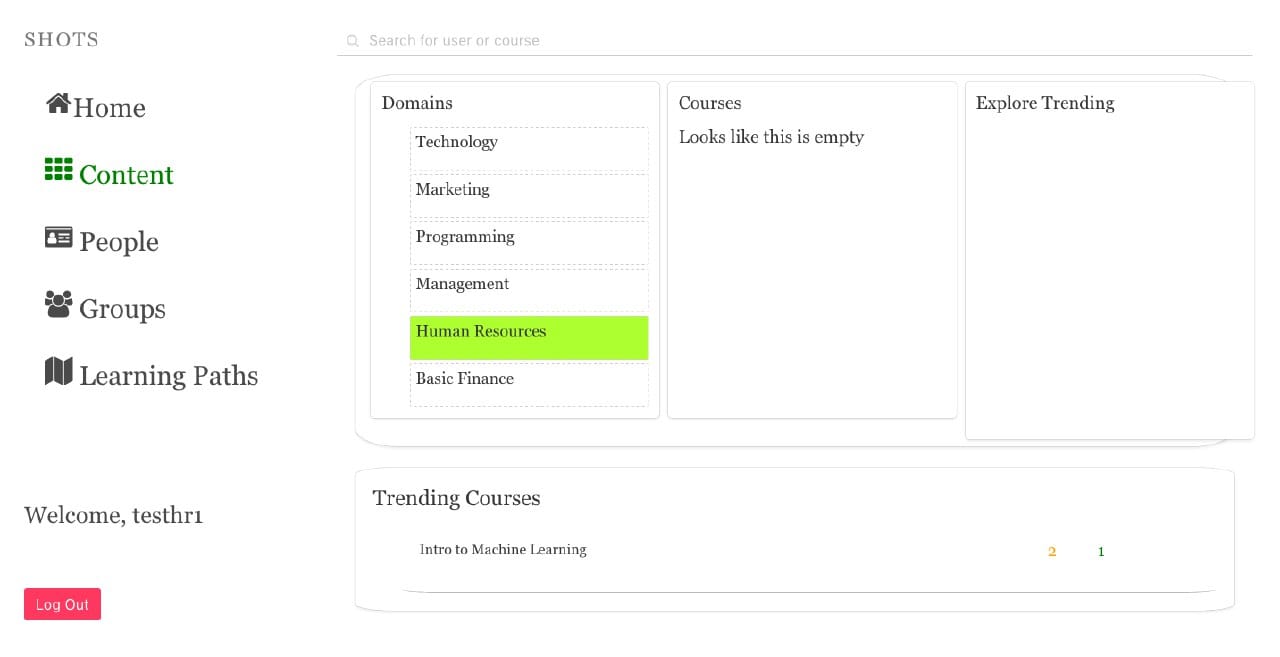 SHOTS
Search for user or course
Home
Content
People
Groups
Learning Paths
Welcome, testhr1
Log Out
Domains
Technology
Marketing
Programming
Management
Human Resources
Basic Finance
Courses
Looks like this is empty
Explore Trending
Trending Courses
Intro to Machine Learning 2 1